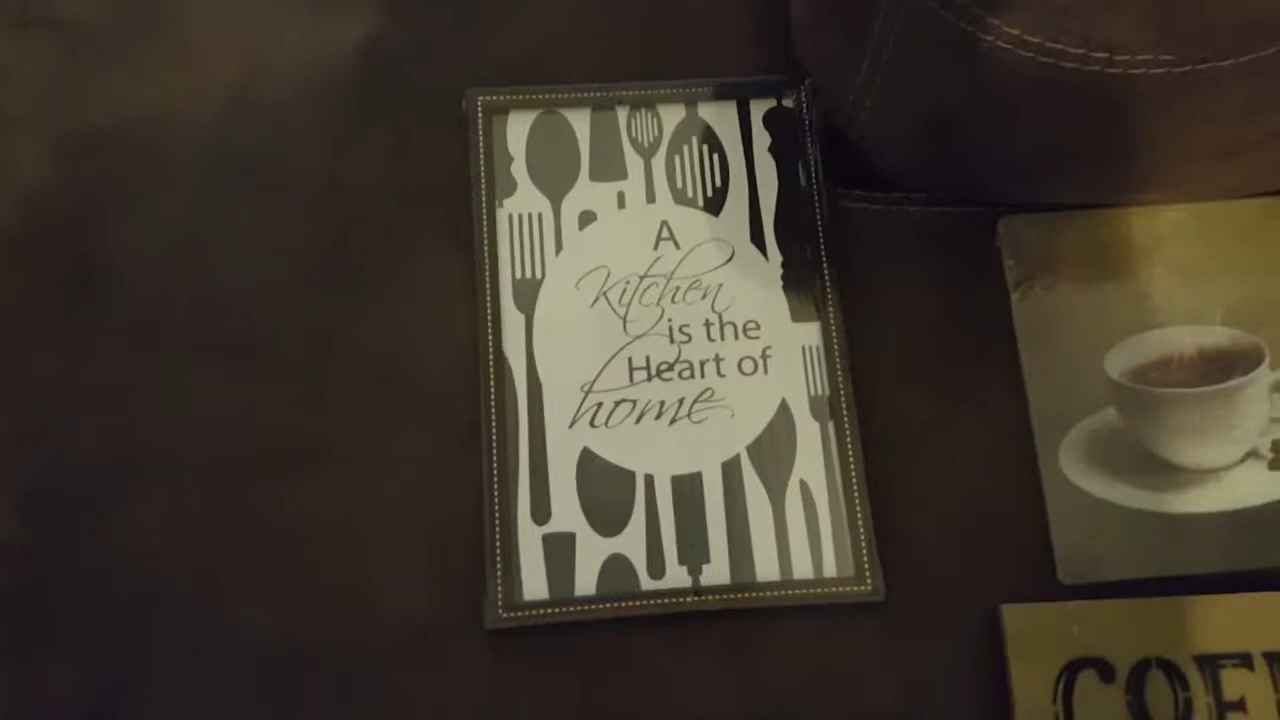 A
Kitchen
is the
Heart of
home